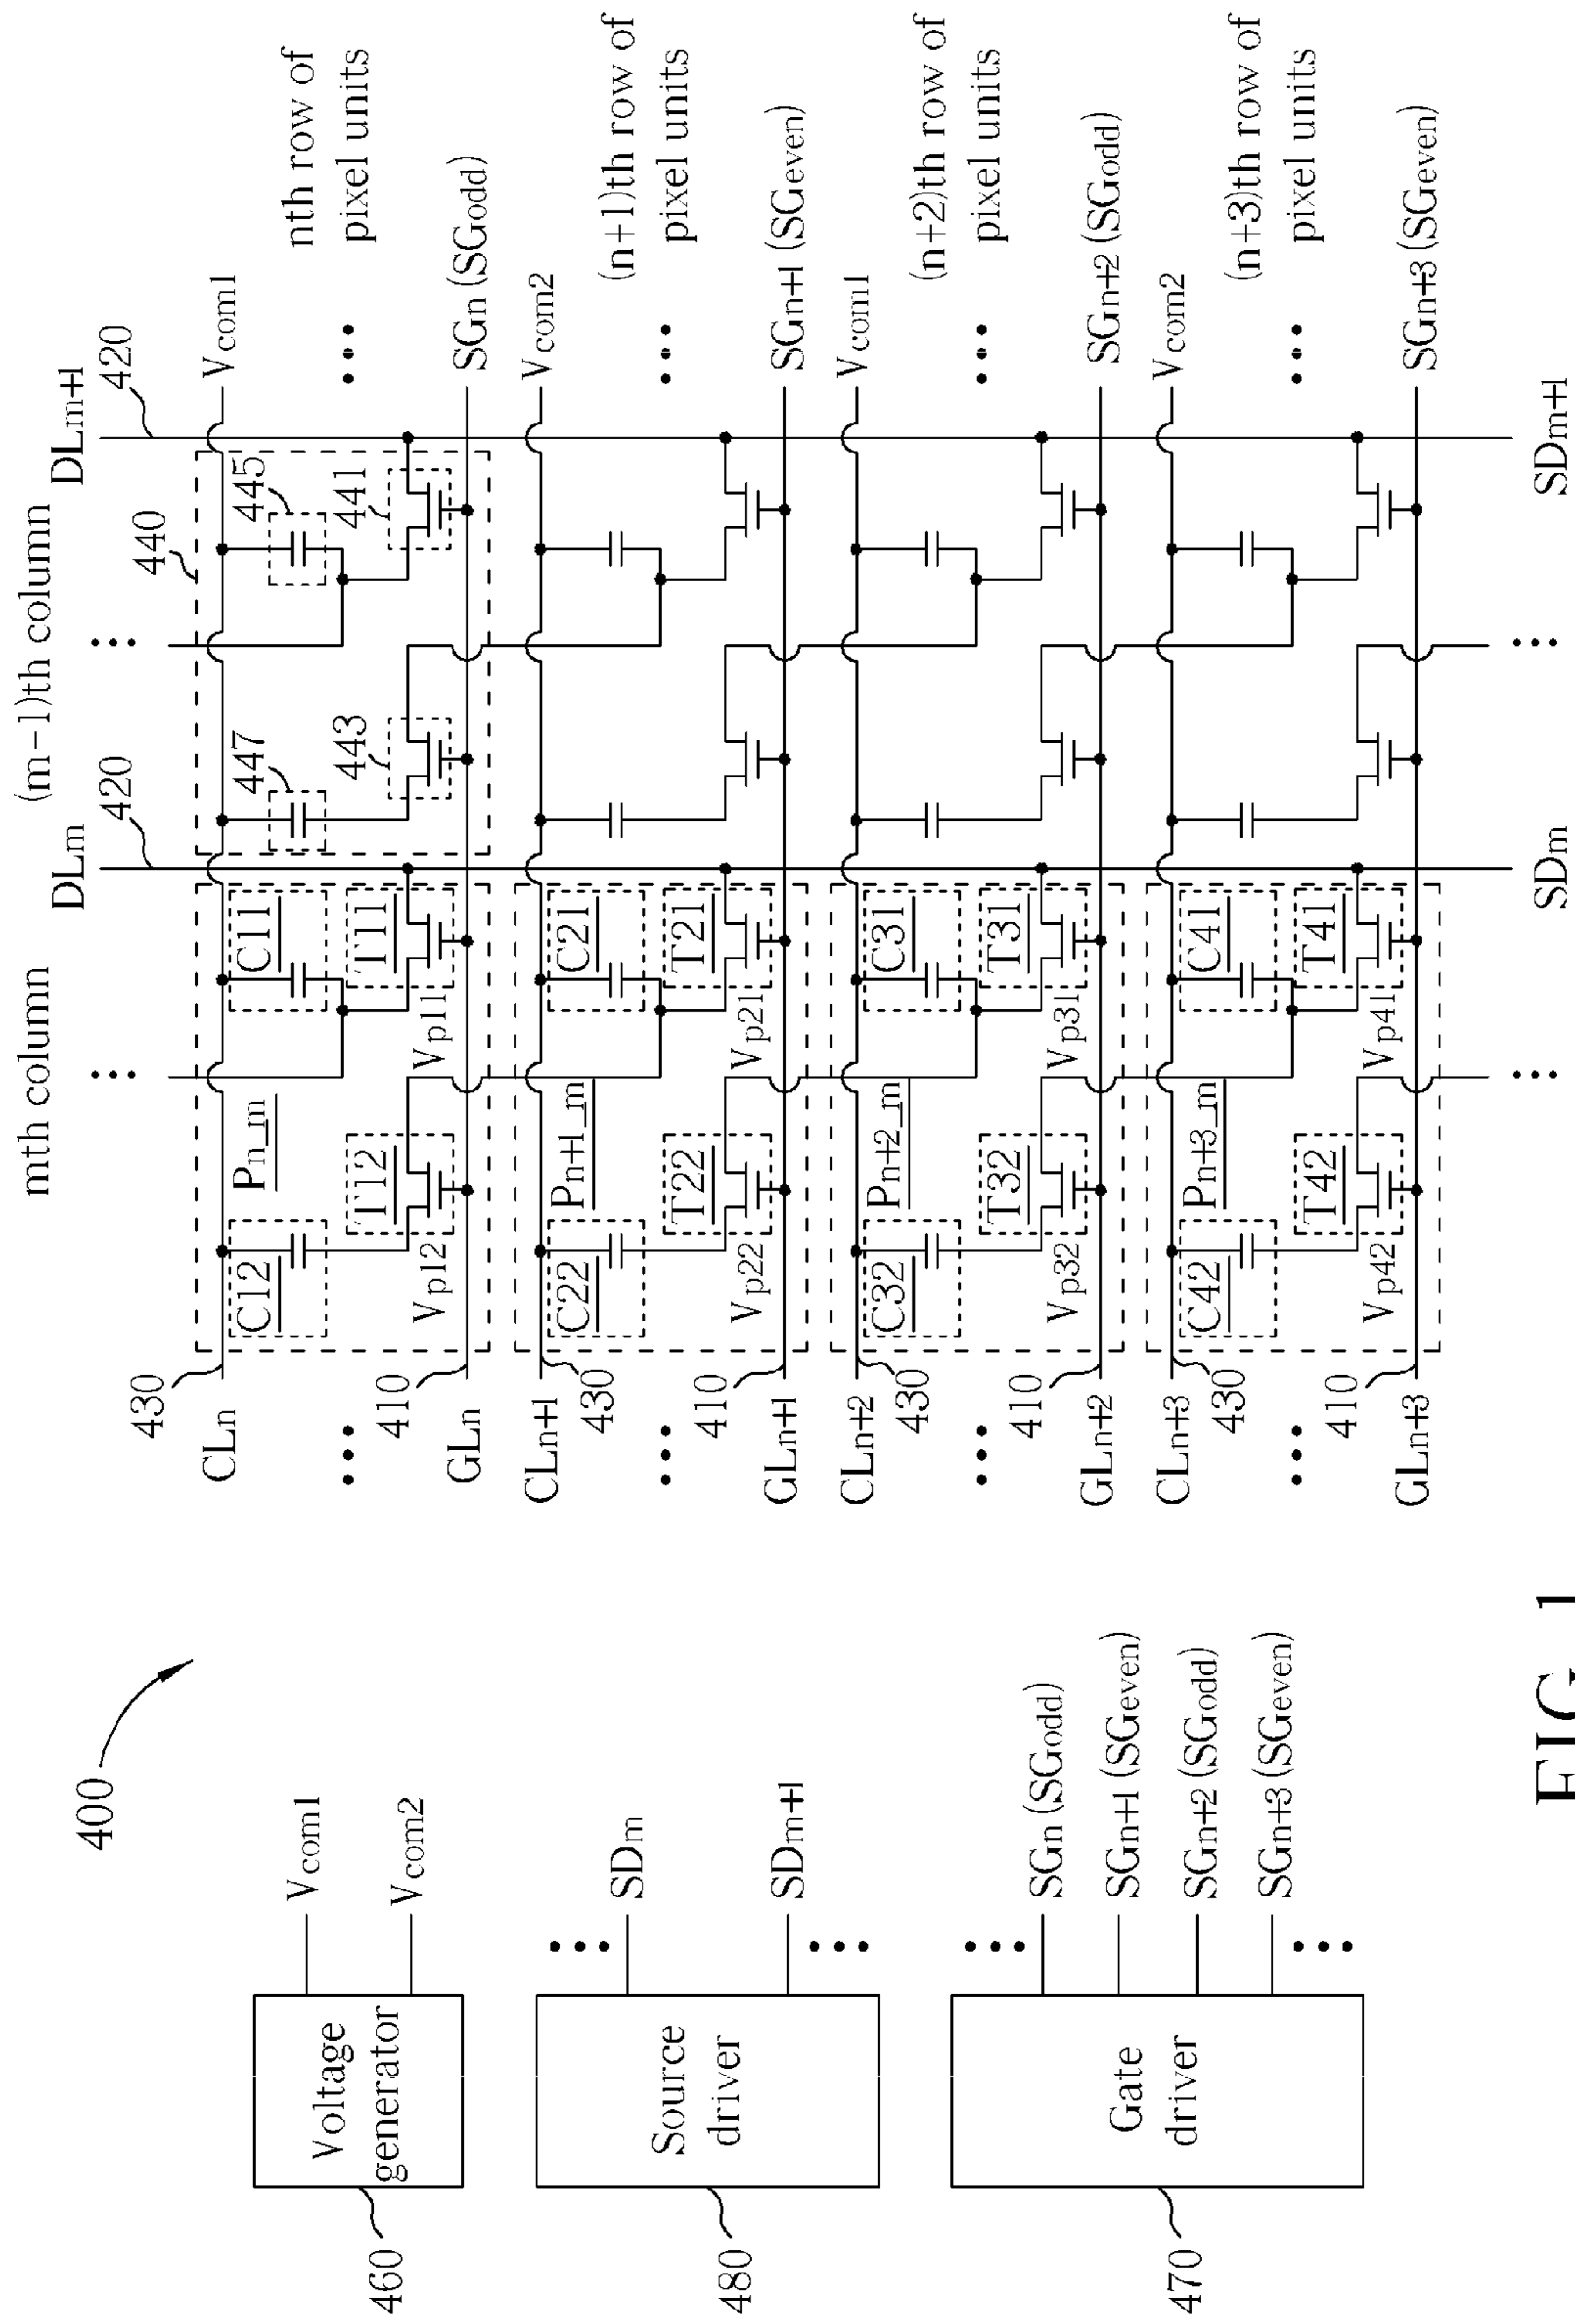 400
460
Voltage
generator
Vcom1
Vcom2
480
Source
driver
SDm
SDm+1
470
Gate
driver
SGn (SGodd)
SGn+1 (SGeven)
SGn+2 (SGodd)
SGn+3 (SGeven)
mth column
(m-1)th column
DLm
420
440
DLm+1
420
430
CLn
Pn_m
C12
C11
447
445
Vcom1
nth row of
pixel units
T12
T11
443
441
Vp12
Vp11
410
GLn
SGn (SGodd)
CLn+1
430
Pn+1_m
C22
C21
Vcom2
(n+1)th row of
pixel units
T22
T21
Vp22
Vp21
410
GLn+1
SGn+1 (SGeven)
CLn+2
430
Pn+2_m
C32
C31
Vcom1
(n+2)th row of
pixel units
T32
T31
Vp32
Vp31
410
GLn+2
SGn+2 (SGodd)
CLn+3
430
Pn+3_m
C42
C41
Vcom2
(n+3)th row of
pixel units
T42
T41
Vp42
Vp41
410
GLn+3
SGn+3 (SGeven)
SDm
SDm+1
FIG. 1